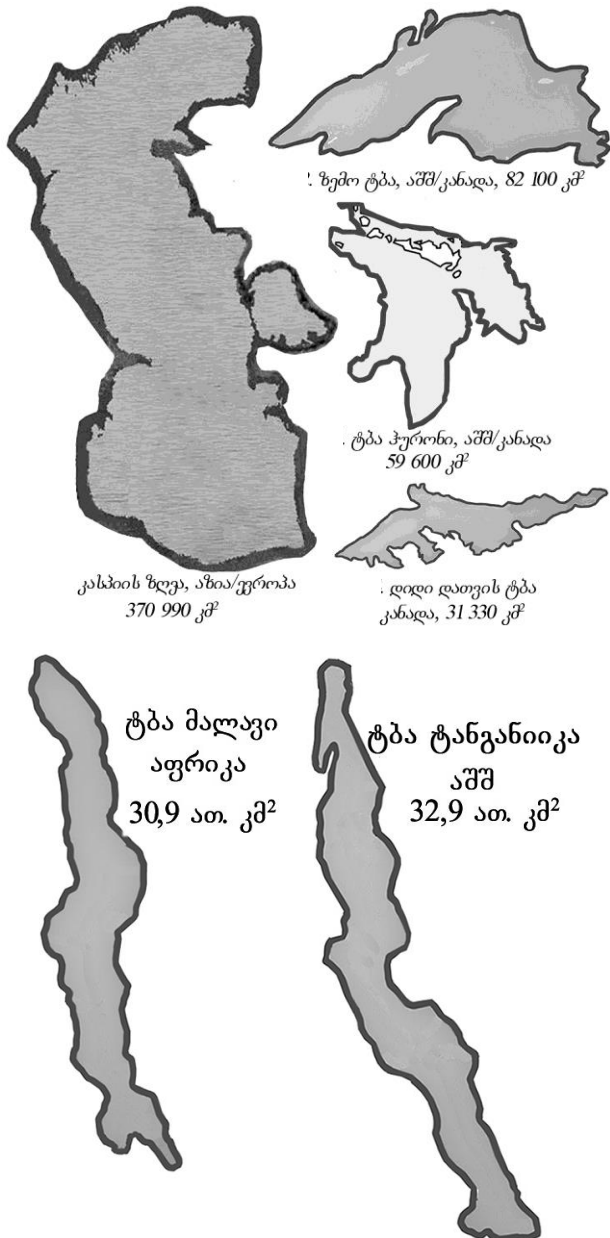 . ზემო ტბა, აშშ/კანადა, 82 100 კმ²
. ტბა ჰურონი, აშშ/კანადა
59 600 კმ²
კასპიის ზღვა, აზია/ევროპა
370 990 კმ²
. დიდი დათვის ტბა
კანადა, 31 330 კმ²
ტბა მალავი
აფრიკა
30,9 ათ. კმ²
ტბა ტანგანიიკა
აშშ
32,9 ათ. კმ²